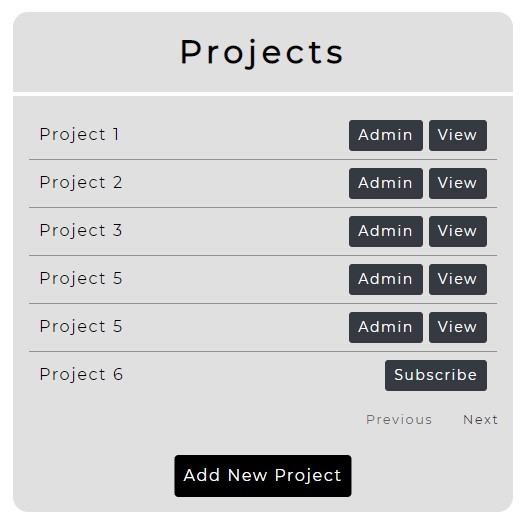 Projects
Project 1 Admin View
Project 2 Admin View
Project 3 Admin View
Project 5 Admin View
Project 5 Admin View
Project 6 Subscribe
Previous Next
Add New Project